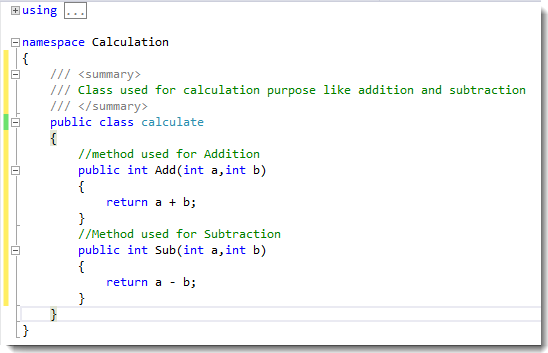 using ...
namespace Calculation
{
/// <summary>
/// Class used for calculation purpose like addition and subtraction
/// </summary>
public class calculate
{
//method used for Addition
public int Add(int a,int b)
{
return a + b;
}
//Method used for Subtraction
public int Sub(int a,int b)
{
return a - b;
}
}
}